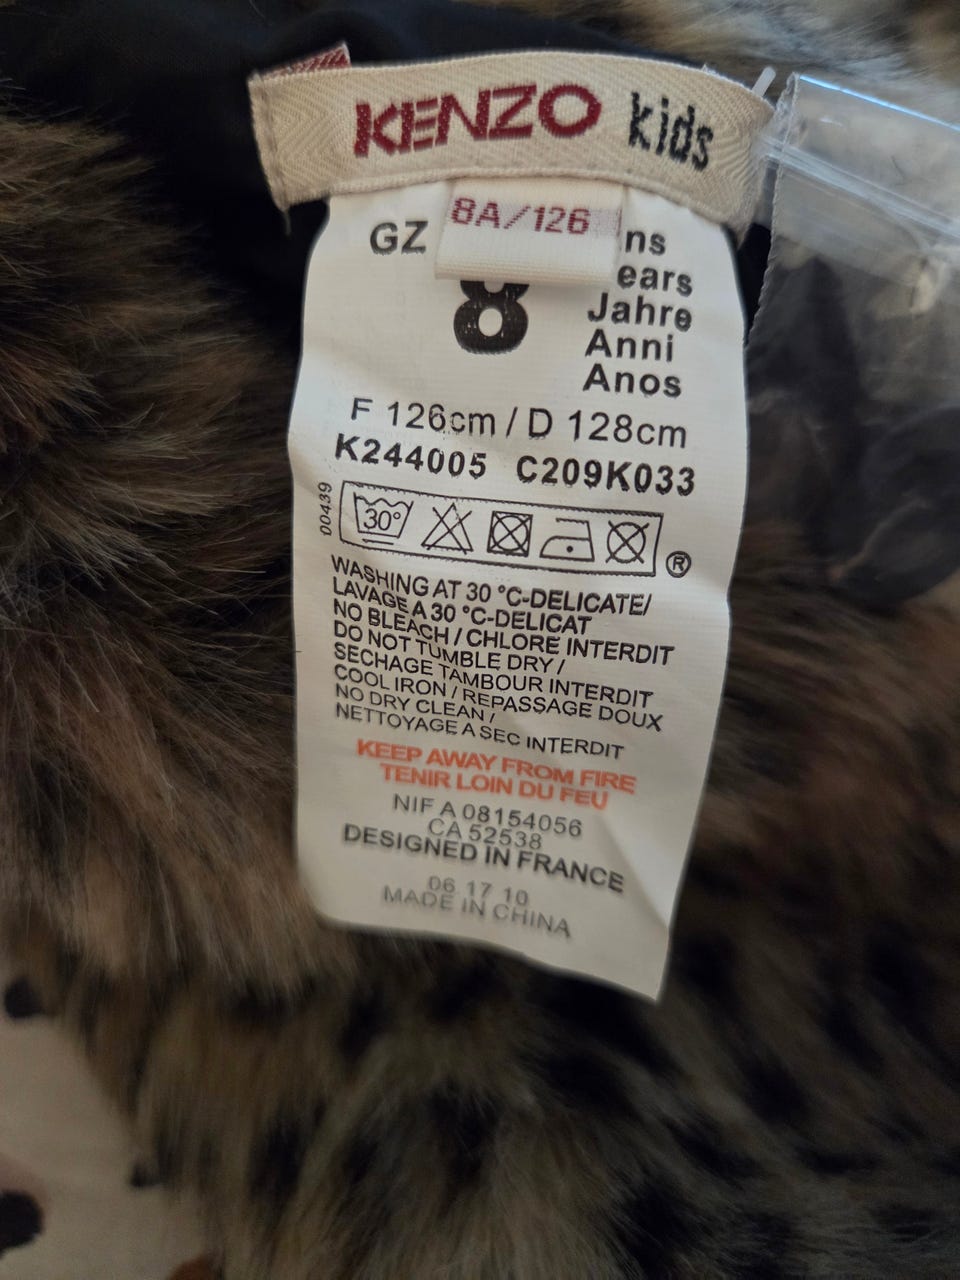 KENZO kids
8A/126
GZ
8
ns
ears
Jahre
Anni
Anos
F 126cm / D 128cm
K244005 C209K033
00439
30°
®
WASHING AT 30 °C-DELICATE/
LAVAGE A 30 °C-DELICAT
NO BLEACH / CHLORE INTERDIT
DO NOT TUMBLE DRY /
SECHAGE TAMBOUR INTERDIT
COOL IRON / REPASSAGE DOUX
NO DRY CLEAN /
NETTOYAGE A SEC INTERDIT
KEEP AWAY FROM FIRE
TENIR LOIN DU FEU
NIF A 08154056
CA 52538
DESIGNED IN FRANCE
06 17 10
MADE IN CHINA